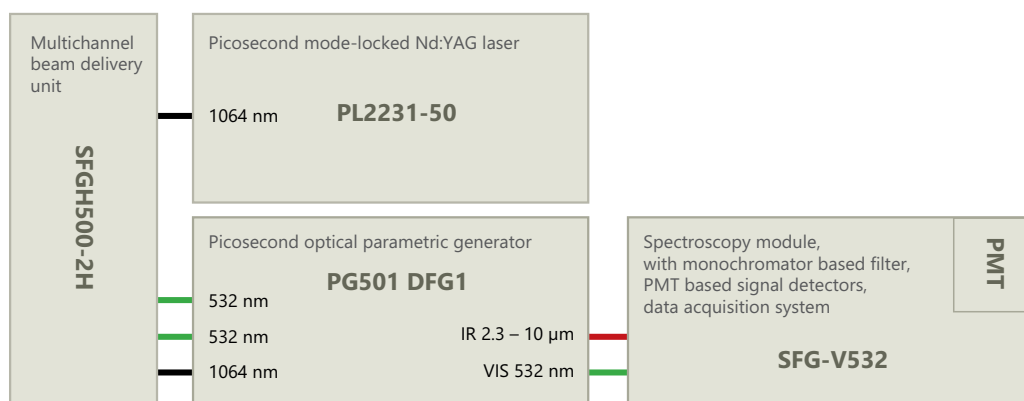 Multichannel
beam delivery
unit
SFGH500-2H
Picosecond mode-locked Nd:YAG laser
1064 nm
PL2231-50
Picosecond optical parametric generator
PG501 DFG1
532 nm
532 nm
1064 nm
IR 2.3 – 10 µm
VIS 532 nm
Spectroscopy module,
with monochromator based filter,
PMT based signal detectors,
data acquisition system
PMT
SFG-V532